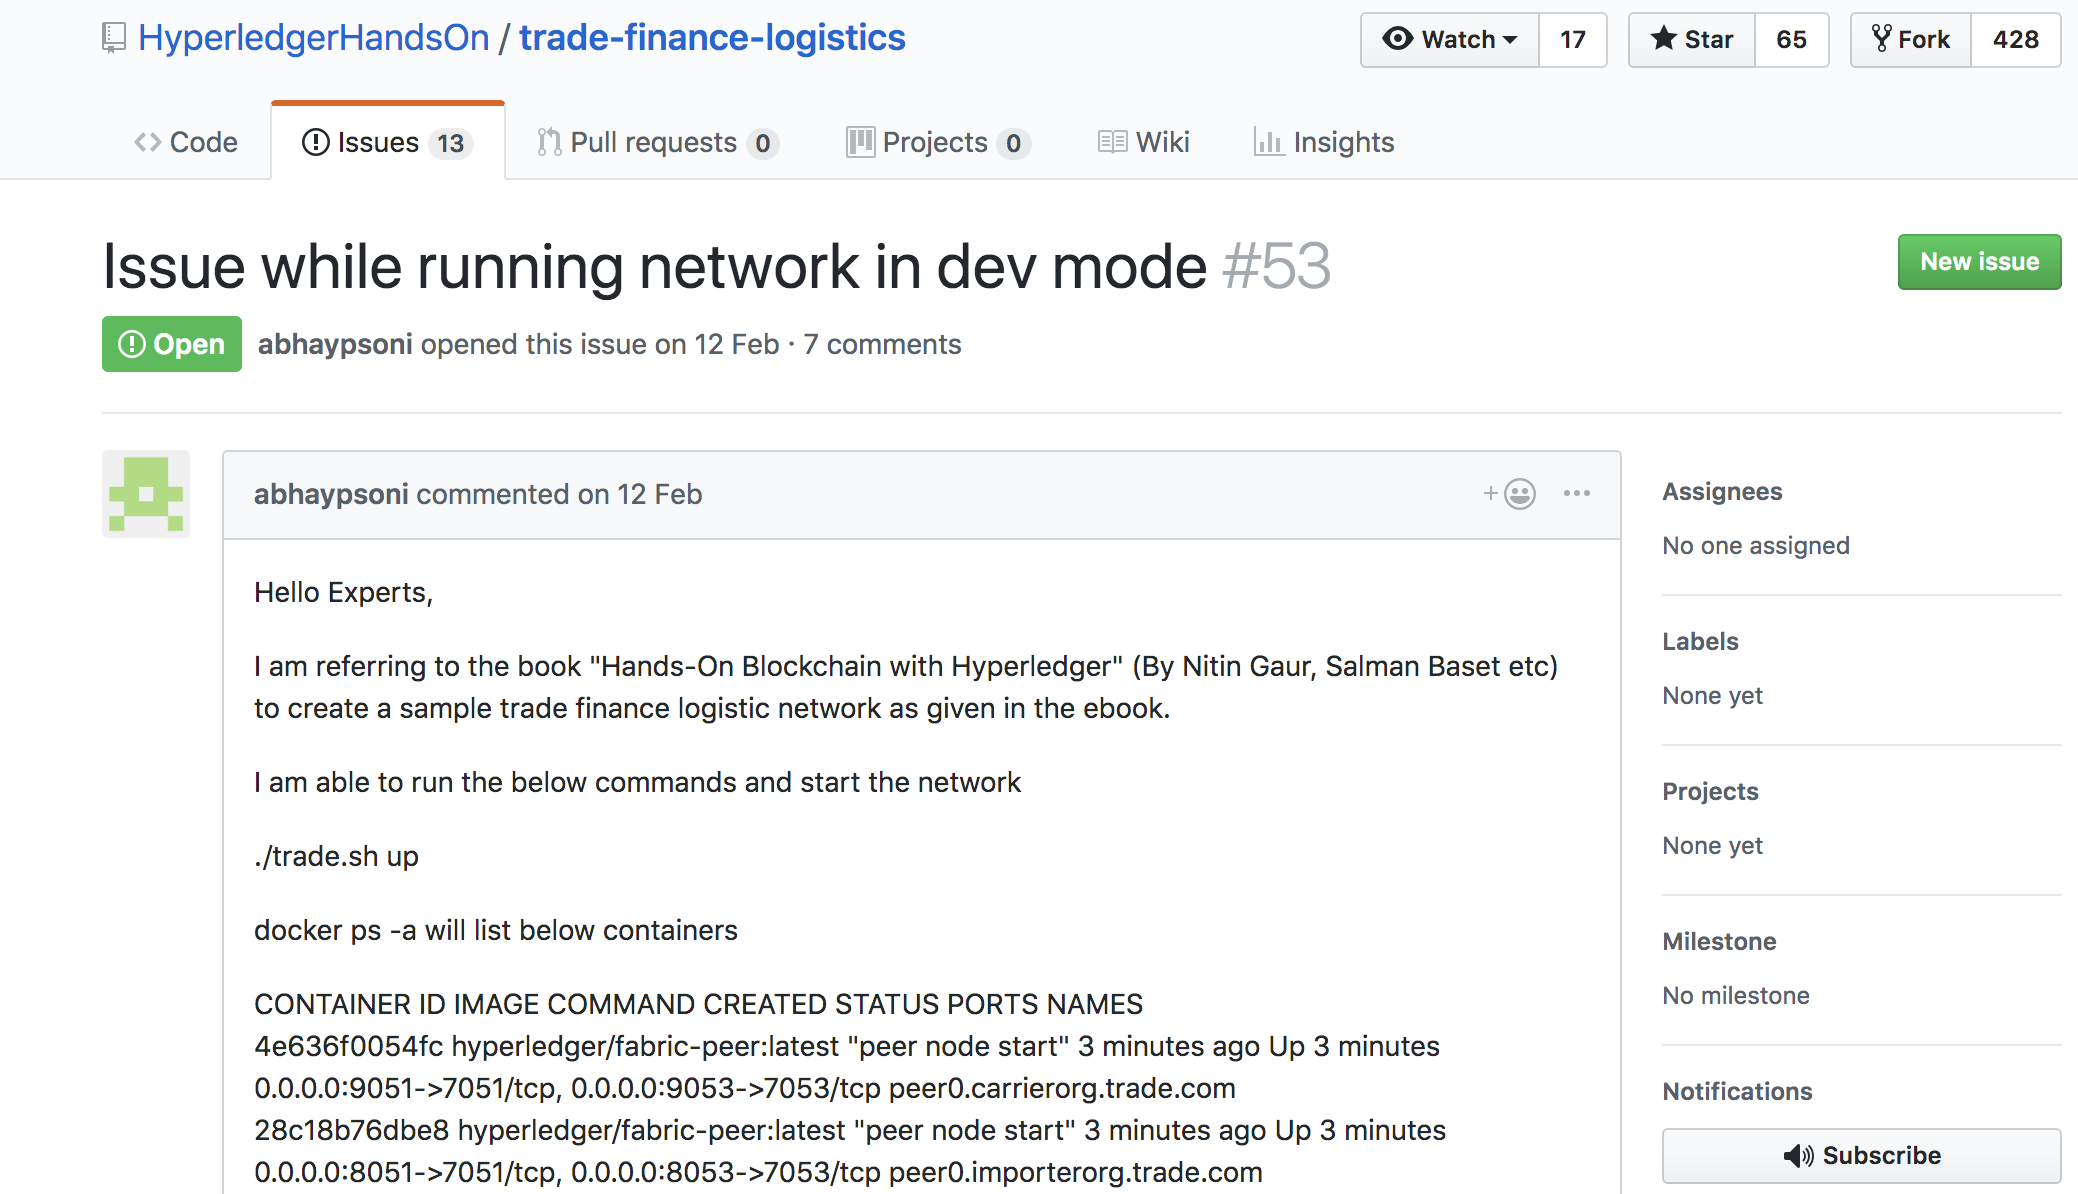 HyperledgerHandsOn / trade-finance-logistics
Watch 17 Star 65 Fork 428
Code Issues 13 Pull requests 0 Projects 0 Wiki Insights
Issue while running network in dev mode #53
New issue
Open abhaypsoni opened this issue on 12 Feb · 7 comments
abhaypsoni commented on 12 Feb
Hello Experts,
I am referring to the book "Hands-On Blockchain with Hyperledger" (By Nitin Gaur, Salman Baset etc)
to create a sample trade finance logistic network as given in the ebook.
I am able to run the below commands and start the network
./trade.sh up
docker ps -a will list below containers
CONTAINER ID IMAGE COMMAND CREATED STATUS PORTS NAMES
4e636f0054fc hyperledger/fabric-peer:latest "peer node start" 3 minutes ago Up 3 minutes
0.0.0.0:9051->7051/tcp, 0.0.0.0:9053->7053/tcp peer0.carrierorg.trade.com
28c18b76dbe8 hyperledger/fabric-peer:latest "peer node start" 3 minutes ago Up 3 minutes
0.0.0.0:8051->7051/tcp, 0.0.0.0:8053->7053/tcp peer0.importerorg.trade.com
Assignees
No one assigned
Labels
None yet
Projects
None yet
Milestone
No milestone
Notifications
Subscribe